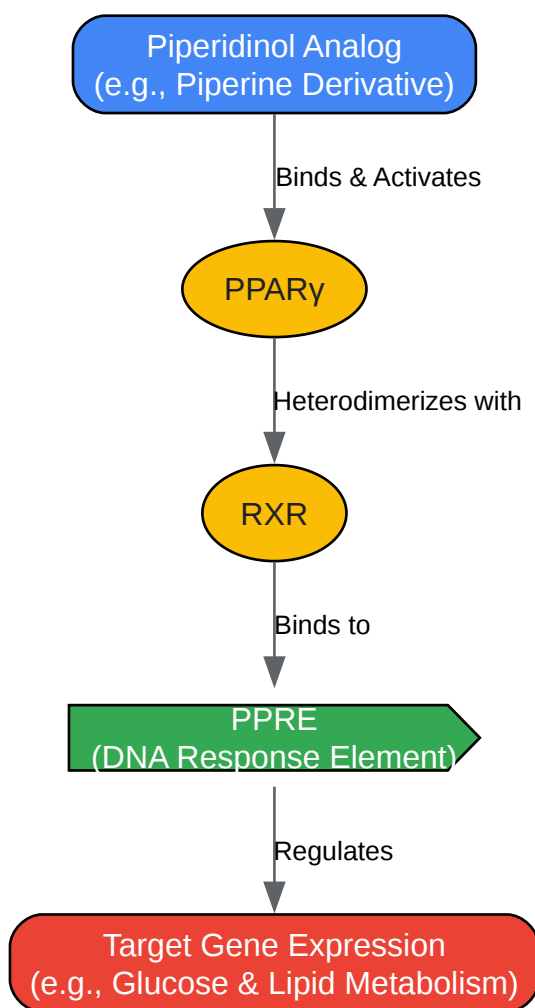 Piperidinol Analog
(e.g., Piperine Derivative)
Binds & Activates
PPARγ
Heterodimerizes with
RXR
Binds to
PPRE
(DNA Response Element)
Regulates
Target Gene Expression
(e.g., Glucose & Lipid Metabolism)